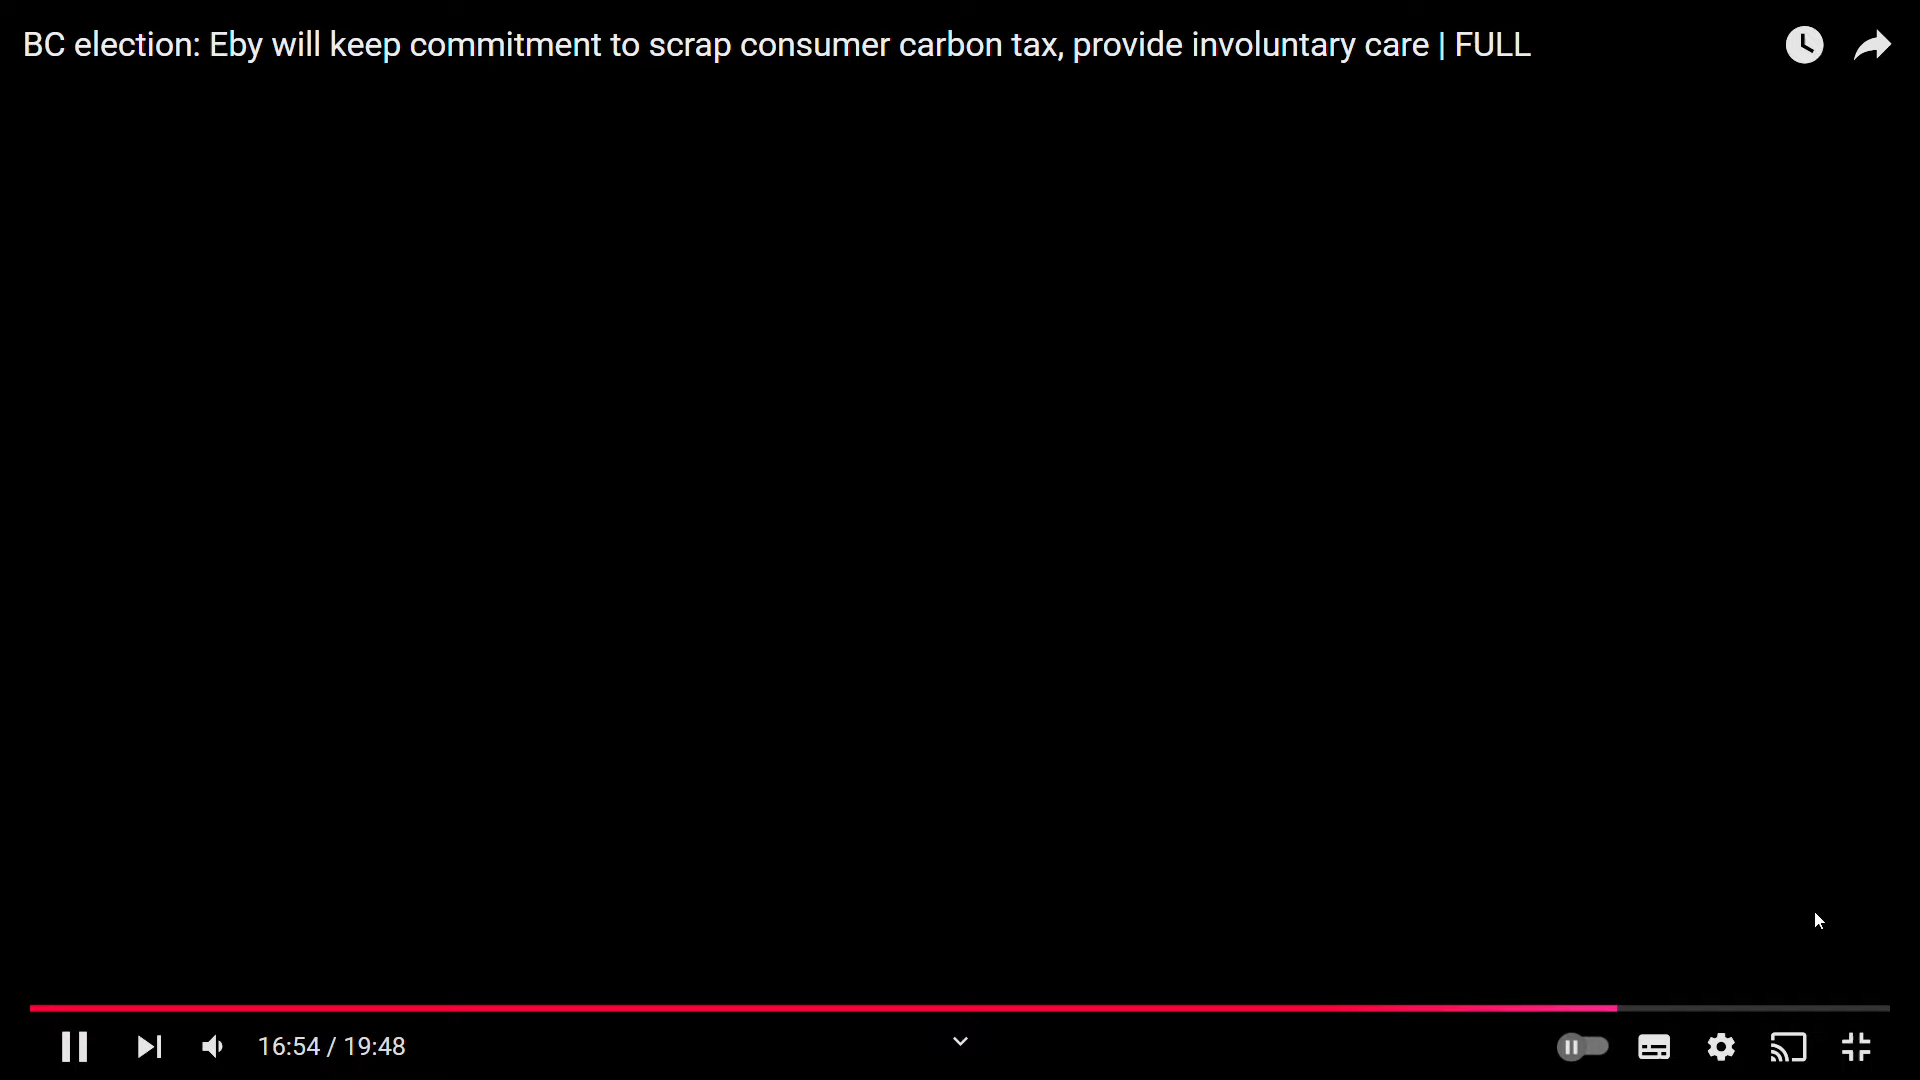 BC election: Eby will keep commitment to scrap consumer carbon tax, provide involuntary care | FULL
16:54 / 19:48